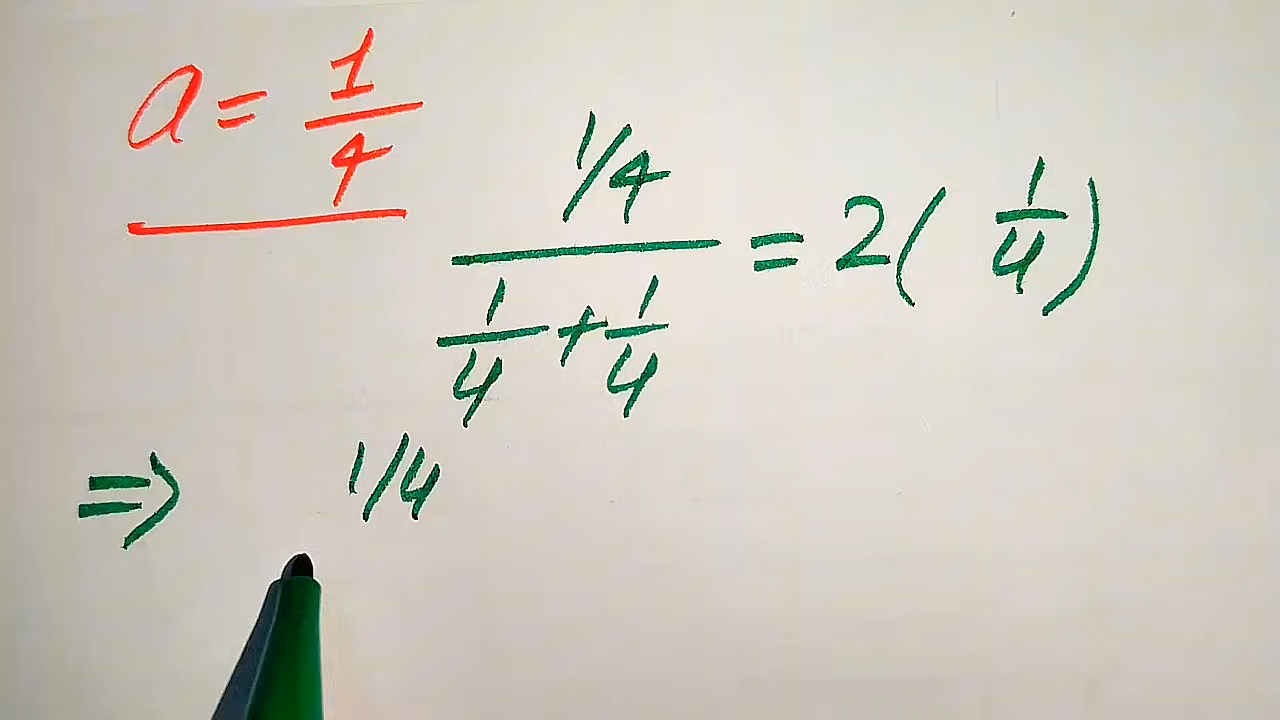 a = 1/4
(1/4)/(1/4 + 1/4) = 2(1/4)
⇒ 1/4